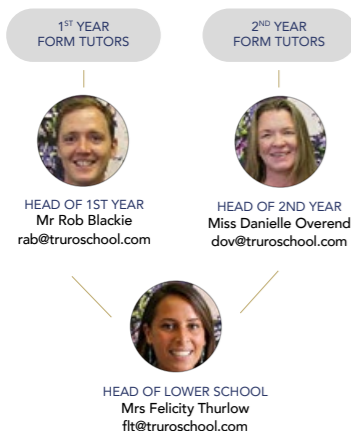 1ST YEAR
FORM TUTORS
2ND YEAR
FORM TUTORS
HEAD OF 1ST YEAR
Mr Rob Blackie
rab@truroschool.com
HEAD OF 2ND YEAR
Miss Danielle Overend
dov@truroschool.com
HEAD OF LOWER SCHOOL
Mrs Felicity Thurlow
flt@truroschool.com